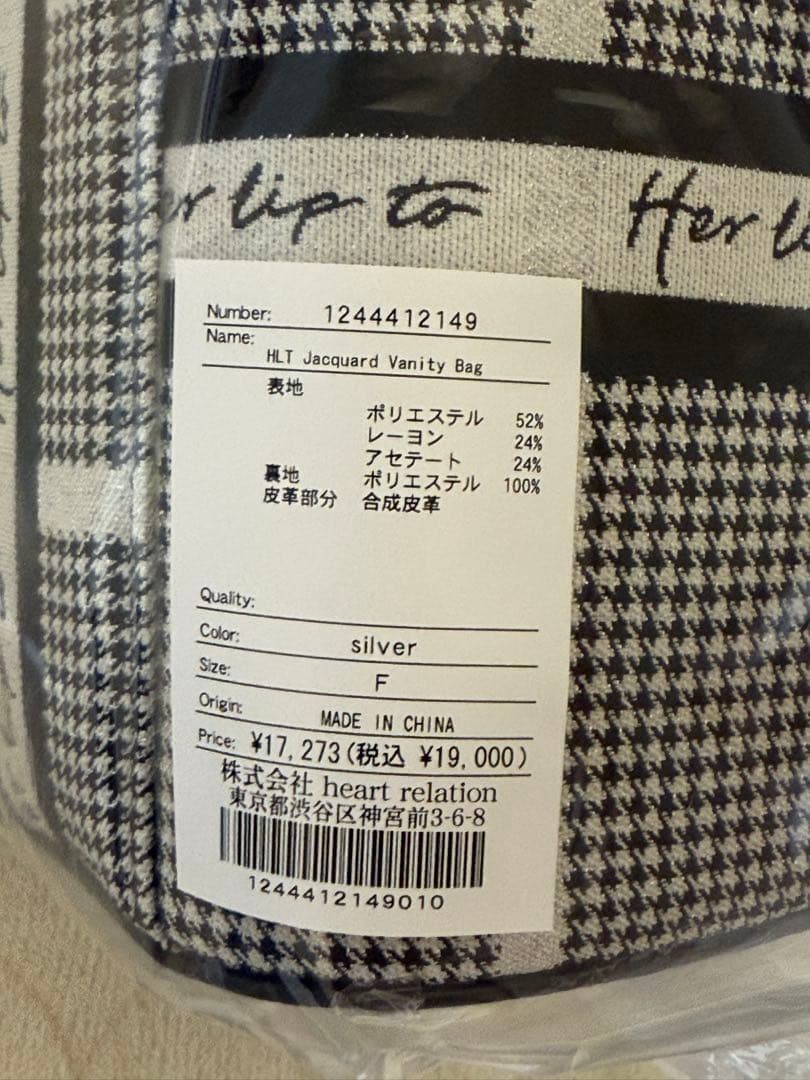 lip to
Her
Number: 1244412149
Name:
HLT Jacquard Vanity Bag
表地
ポリエステル 52%
レーヨン 24%
アセテート 24%
裏地 ポリエステル 100%
皮革部分 合成皮革
Quality:
Color: silver
Size: F
Origin: MADE IN CHINA
Price: ¥17,273(税込 ¥19,000)
株式会社 heart relation
東京都渋谷区神宮前3-6-8
1244412149010